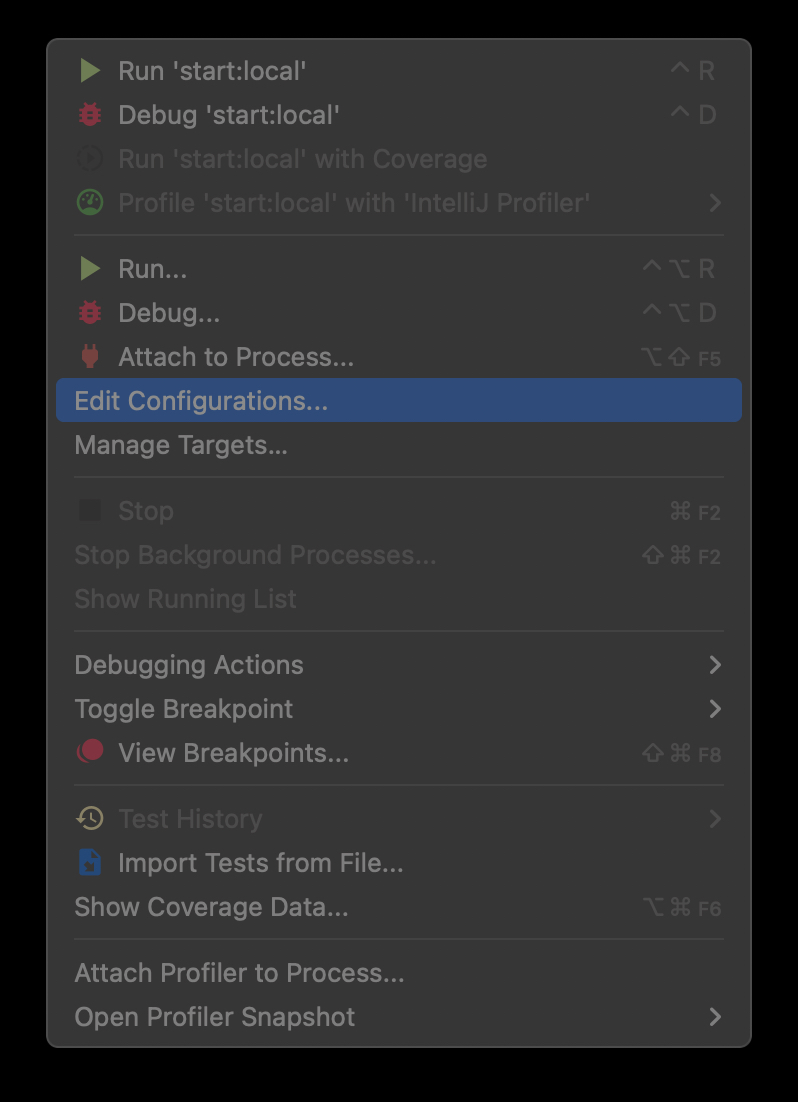 Run 'start:local' ⌃ R
Debug 'start:local' ⌃ D
Run 'start:local' with Coverage
Profile 'start:local' with 'IntelliJ Profiler'
Run... ⌃ ⌥ R
Debug... ⌃ ⌥ D
Attach to Process... ⌥ ⇧ F5
Edit Configurations...
Manage Targets...
Stop ⌘ F2
Stop Background Processes... ⇧ ⌘ F2
Show Running List
Debugging Actions
Toggle Breakpoint
View Breakpoints... ⇧ ⌘ F8
Test History
Import Tests from File...
Show Coverage Data... ⌥ ⌘ F6
Attach Profiler to Process...
Open Profiler Snapshot